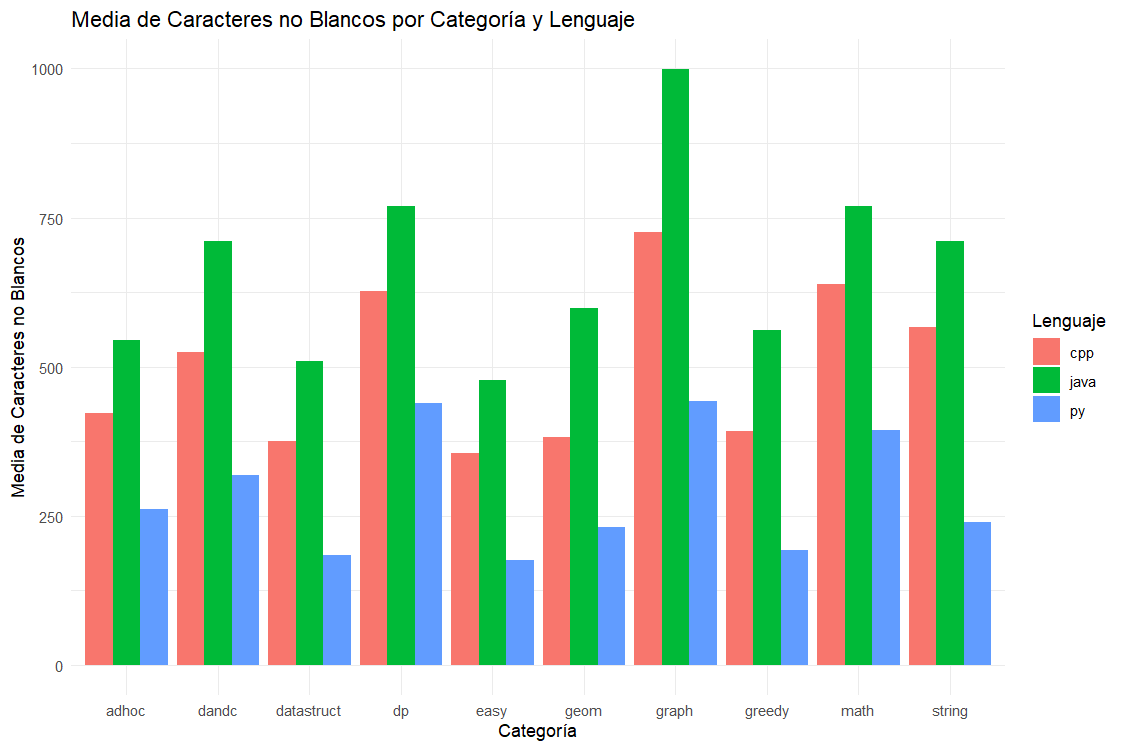 Media de Caracteres no Blancos por Categoría y Lenguaje
Media de Caracteres no Blancos
1000
750
500
250
0
adhoc
dandc
datastruct
dp
easy
geom
graph
greedy
math
string
Categoría
Lenguaje
cpp
java
py